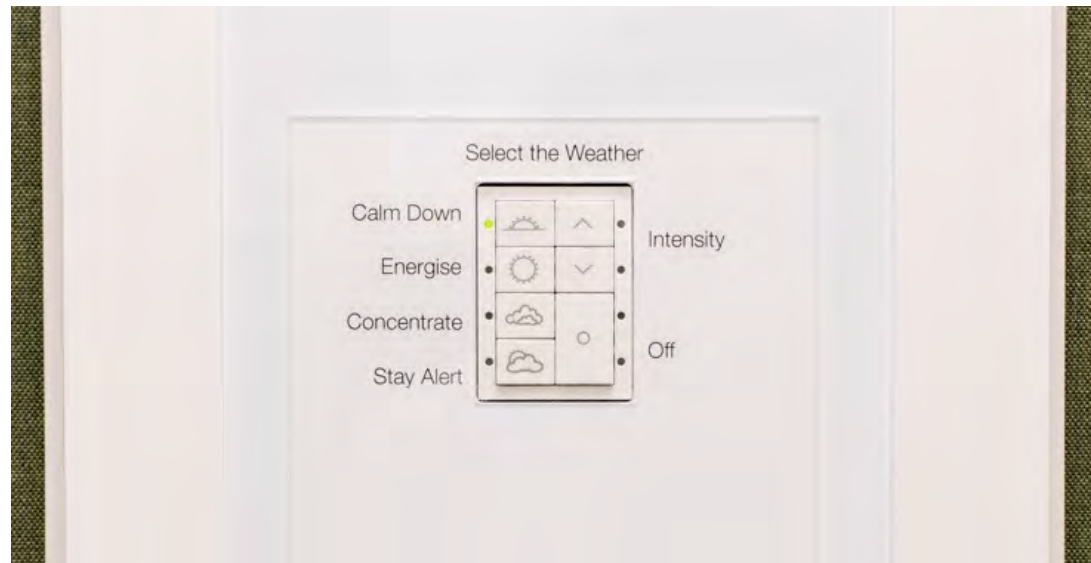 Select the Weather
Calm Down
Energise
Concentrate
Stay Alert
Intensity
Off